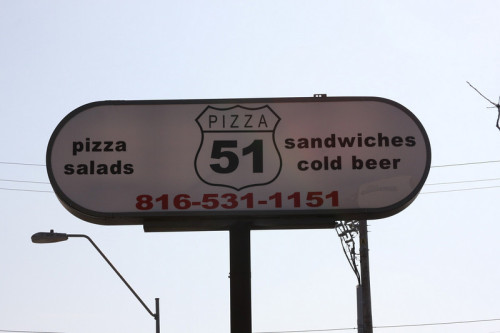 pizza
salads
PIZZA
51
sandwiches
cold beer
816-531-1151